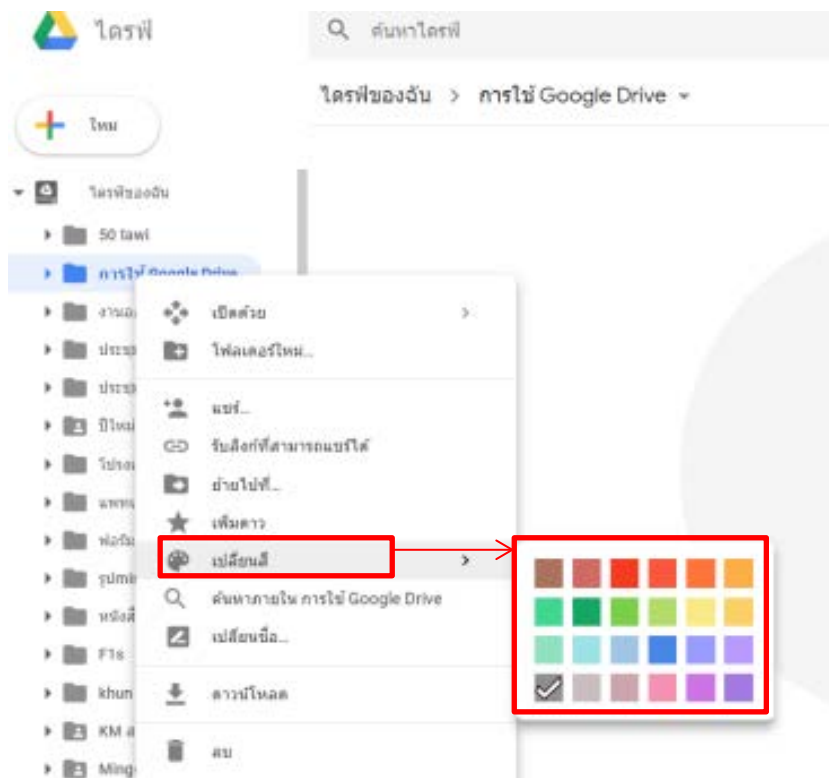 ไดรฟ์
ค้นหาไดรฟ์
ไดรฟ์ของฉัน > การใช้ Google Drive
ใหม่
ไดรฟ์ของฉัน
50 tawi
การใช้ Google Drive
เปิดด้วย
โฟลเดอร์ใหม่...
แชร์...
รับลิงก์ที่สามารถแชร์ได้
ย้ายไปที่...
เพิ่มดาว
เปลี่ยนสี
ค้นหาภายใน การใช้ Google Drive
เปลี่ยนชื่อ...
F1s
khun
ดาวน์โหลด
KM
ลบ